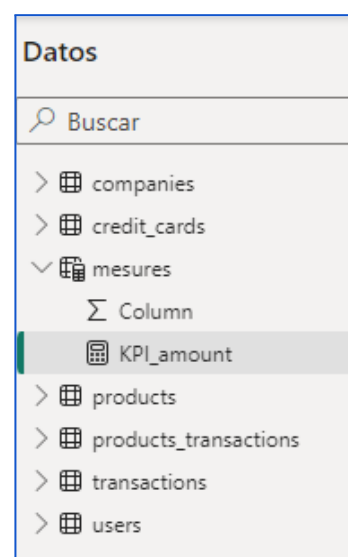 Datos
Buscar
companies
credit_cards
mesures
Column
KPI_amount
products
products_transactions
transactions
users